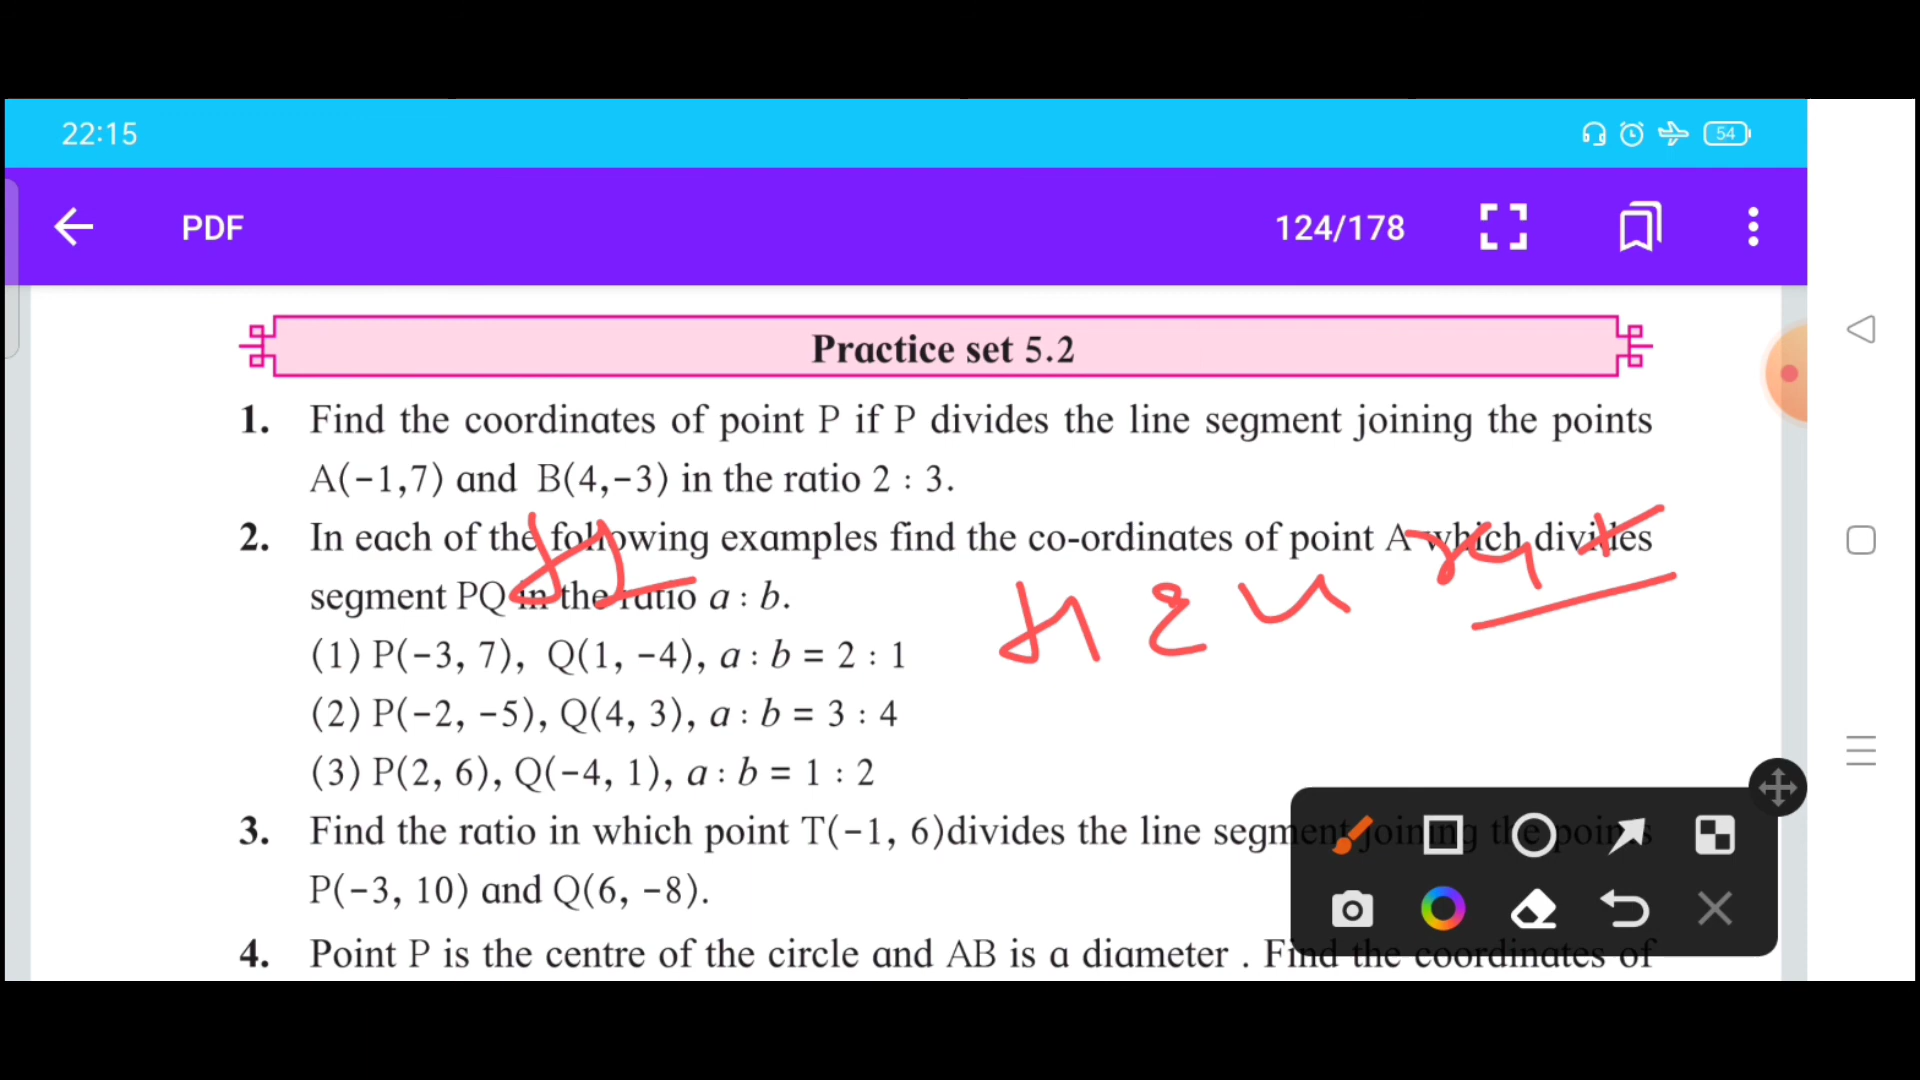 22:15
54
PDF
124/178
Practice set 5.2
1. Find the coordinates of point P if P divides the line segment joining the points
A(−1,7) and B(4,−3) in the ratio 2 : 3.
2. In each of the following examples find the co-ordinates of point A which divides
segment PQ in the ratio a : b.
(1) P(−3, 7), Q(1, −4), a : b = 2 : 1
(2) P(−2, −5), Q(4, 3), a : b = 3 : 4
(3) P(2, 6), Q(−4, 1), a : b = 1 : 2
3. Find the ratio in which point T(−1, 6)divides the line segment joining the points
P(−3, 10) and Q(6, −8).
4. Point P is the centre of the circle and AB is a diameter . Find the coordinates of